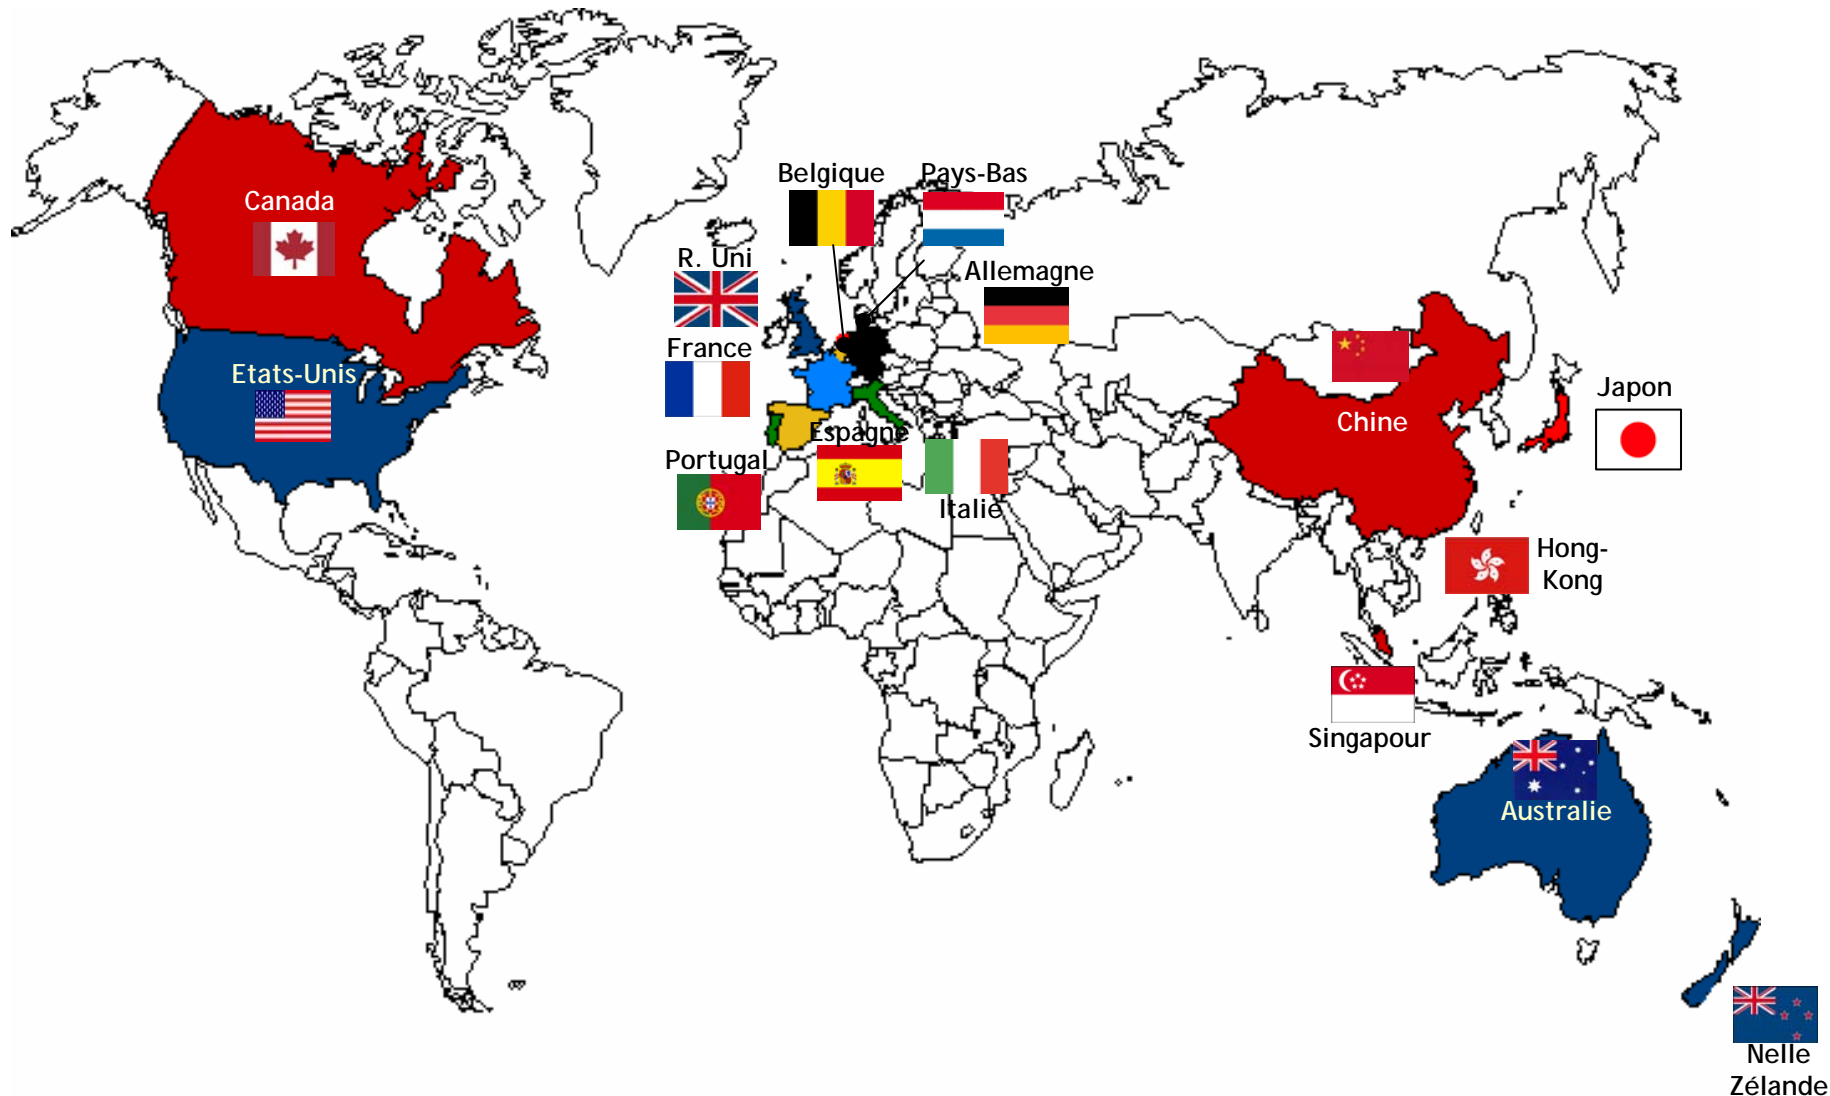 Belgique
Pays-Bas
Canada
R. Uni
Allemagne
France
Etats-Unis
Japon
Chine
Espagne
Portugal
Italie
Hong-
Kong
Singapour
Australie
Nelle
Zélande